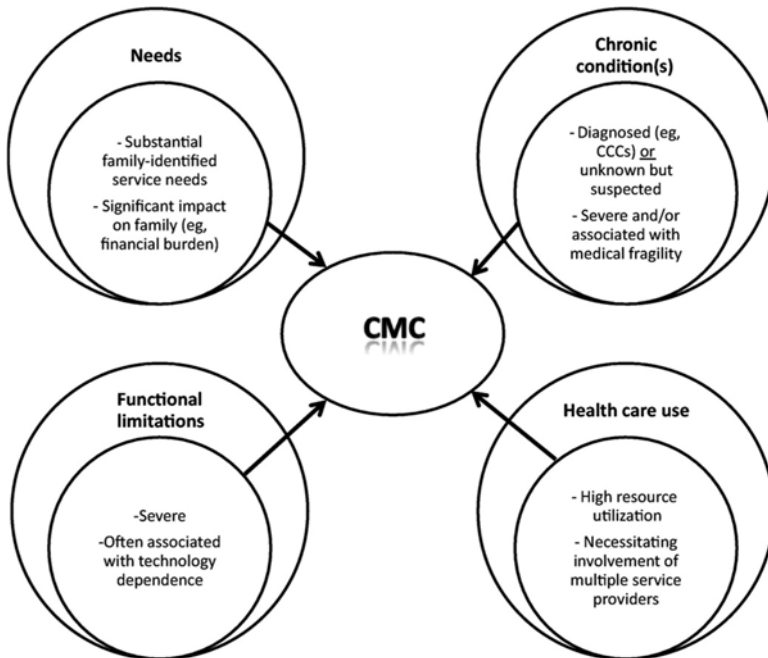 Needs
- Substantial
family-identified
service needs
- Significant impact
on family (eg,
financial burden)
Chronic
condition(s)
- Diagnosed (eg,
CCCs) or
unknown but
suspected
- Severe and/or
associated with
medical fragility
CMC
Functional
limitations
-Severe
-Often associated
with technology
dependence
Health care use
- High resource
utilization
- Necessitating
involvement of
multiple service
providers